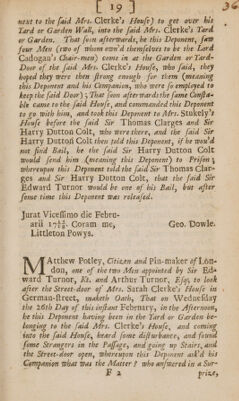 [ 19 ]
36
next to the said Mrs. Clerke's House) to get over his
Yard or Garden Wall, into the said Mrs. Clerke's Yard
or Garden. That soon afterwards, he this Deponent, saw
four Men (two of whom own'd themselves to be the Lord
Cadogan's Chair-men) come in at the Garden or Yard-
Door of the said Mrs. Clerke's House, who said, they
hoped they were then strong enough for them (meaning
this Deponent and his Companion, who were so employed to
keep the said Door); That soon afterwards the same Consta-
ble came to the said House, and commanded this Deponent
to go with him, and took this Deponent to Mrs. Stukely's
House before the said Sir Thomas Clarges and Sir
Harry Dutton Colt, who were there, and the said Sir
Harry Dutton Colt then told this Deponent, if he wou'd
not find Bail, he the said Sir Harry Dutton Colt
would send him (meaning this Deponent) to Prison;
whereupon this Deponent told the said Sir Thomas Clar-
ges and Sir Harry Dutton Colt, that the said Sir
Edward Turnor would be one of his Bail, but after
some time this Deponent was released.
Jurat Vicesimo die Febru-
arii Coram me, Geo. Dowle.
Littleton Powys.
Matthew Potley, Citizen and Pin-maker of Lon-
don, one of the two Men appointed by Sir Ed-
ward Turnor, Kt. and Arthur Turnor, Esq; to look
after the Street-door of Mrs. Sarah Clerke's House in
German-street, maketh Oath, That on Wednesday
the 26th Day of this instant February, in the Afternoon,
he this Deponent having been in the Yard or Garden be-
longing to the said Mrs. Clerke's House, and coming
into the said House, heard some disturbance, and found
some Strangers in the Passage, and going up Stairs, and
the Street-door open, whereupon this Deponent ask'd his
Companion what was the Matter? who answered in a Sur-
F 2 prize,